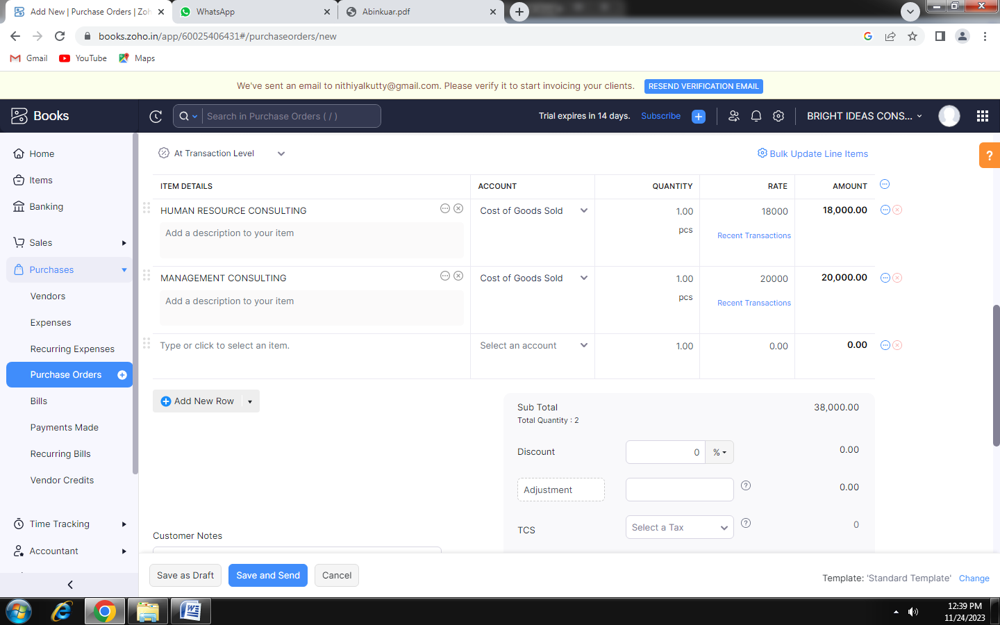 Add New | Purchase Orders | Zoh
WhatsApp
Abinkuar.pdf
books.zoho.in/app/60025406431#/purchaseorders/new
Gmail
YouTube
Maps
We've sent an email to nithiyalkutty@gmail.com. Please verify it to start invoicing your clients.
RESEND VERIFICATION EMAIL
Books
Search in Purchase Orders ( / )
Trial expires in 14 days.
Subscribe
BRIGHT IDEAS CONS...
Home
Items
Banking
Sales
Purchases
Vendors
Expenses
Recurring Expenses
Purchase Orders
Bills
Payments Made
Recurring Bills
Vendor Credits
Time Tracking
Accountant
At Transaction Level
Bulk Update Line Items
?
ITEM DETAILS ACCOUNT QUANTITY RATE AMOUNT
HUMAN RESOURCE CONSULTING Cost of Goods Sold 1.00 18000 18,000.00
Add a description to your item pcs Recent Transactions
MANAGEMENT CONSULTING Cost of Goods Sold 1.00 20000 20,000.00
Add a description to your item pcs Recent Transactions
Type or click to select an item. Select an account 1.00 0.00 0.00
Add New Row
Sub Total 38,000.00
Total Quantity : 2
Discount 0 % 0.00
Adjustment ? 0.00
TCS Select a Tax ? 0
Customer Notes
Save as Draft
Save and Send
Cancel
Template: 'Standard Template' Change
12:39 PM
11/24/2023